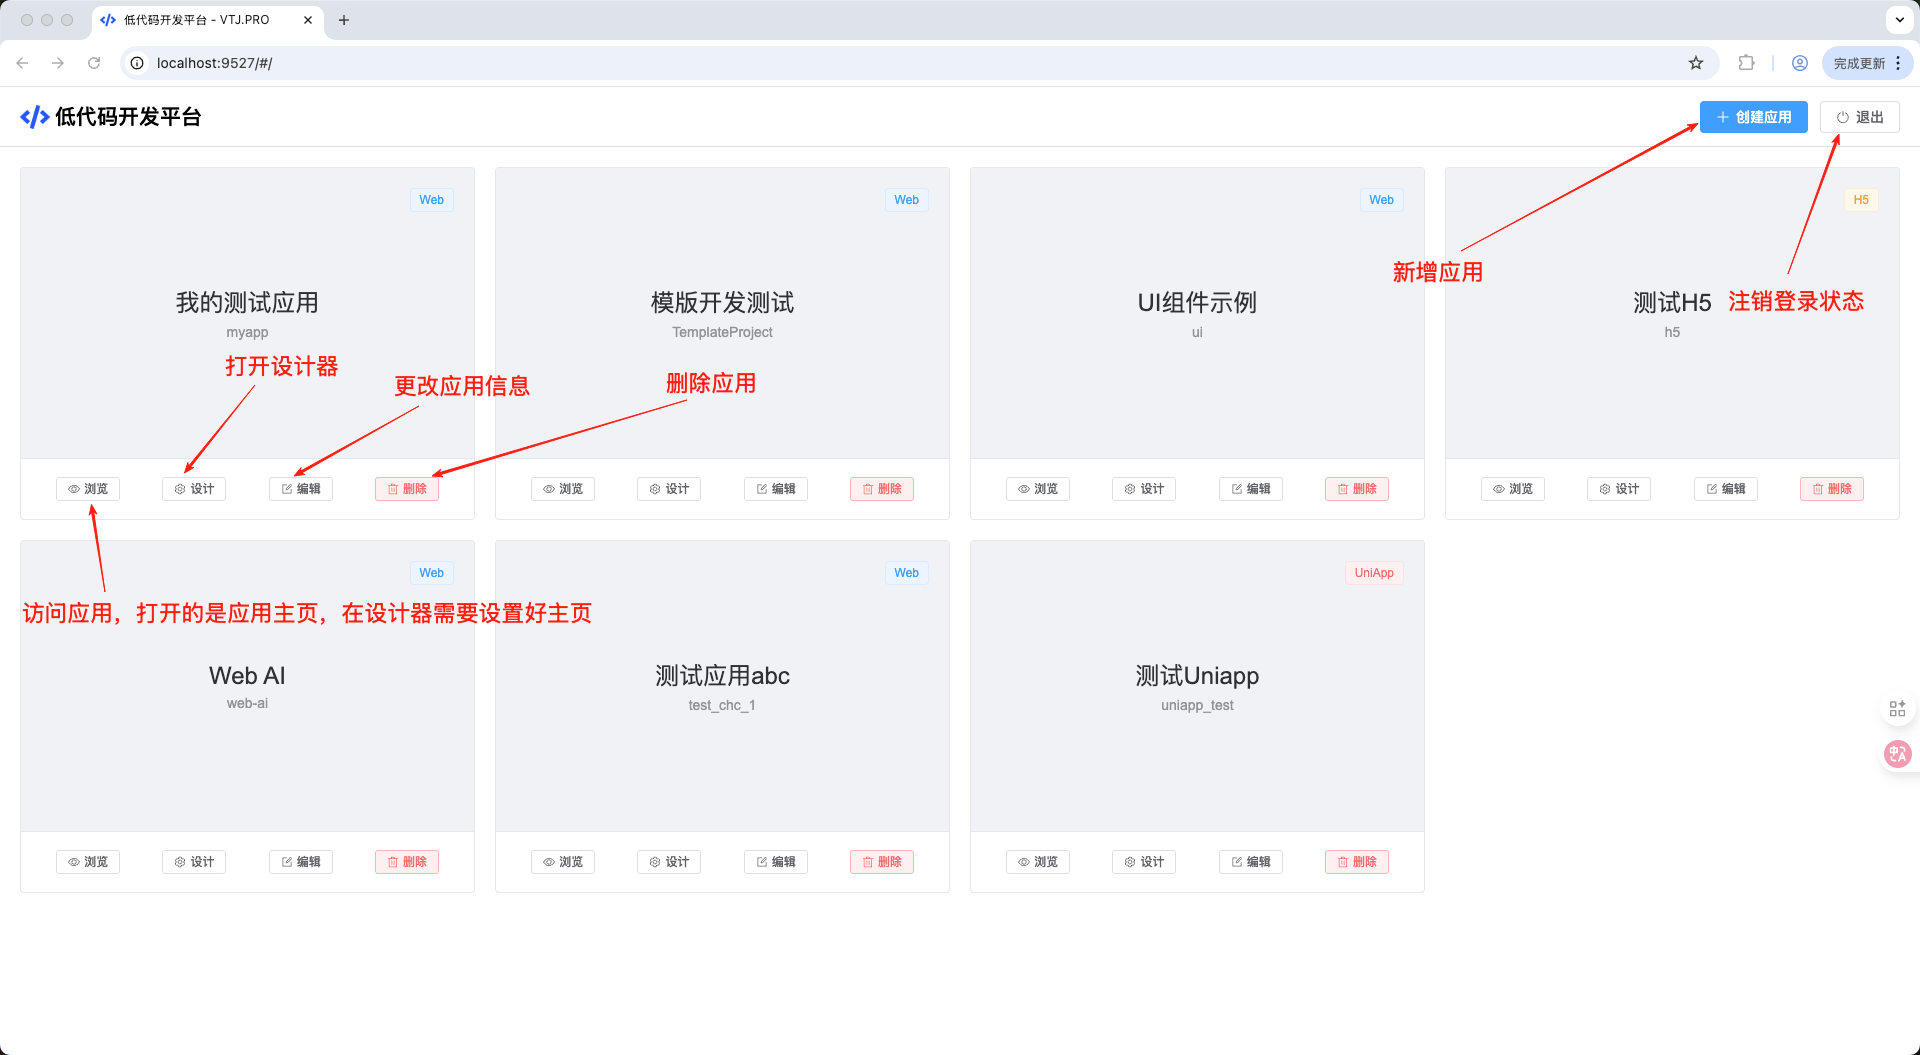 低代码开发平台 - VTJ.PRO
localhost:9527/#/
完成更新
低代码开发平台
创建应用
退出
Web
我的测试应用
myapp
Web
模版开发测试
TemplateProject
Web
UI组件示例
ui
H5
测试H5
h5
新增应用
注销登录状态
打开设计器
更改应用信息
删除应用
浏览 设计 编辑 删除
浏览 设计 编辑 删除
浏览 设计 编辑 删除
浏览 设计 编辑 删除
访问应用，打开的是应用主页，在设计器需要设置好主页
Web
Web AI
web-ai
Web
测试应用abc
test_chc_1
UniApp
测试Uniapp
uniapp_test
浏览 设计 编辑 删除
浏览 设计 编辑 删除
浏览 设计 编辑 删除